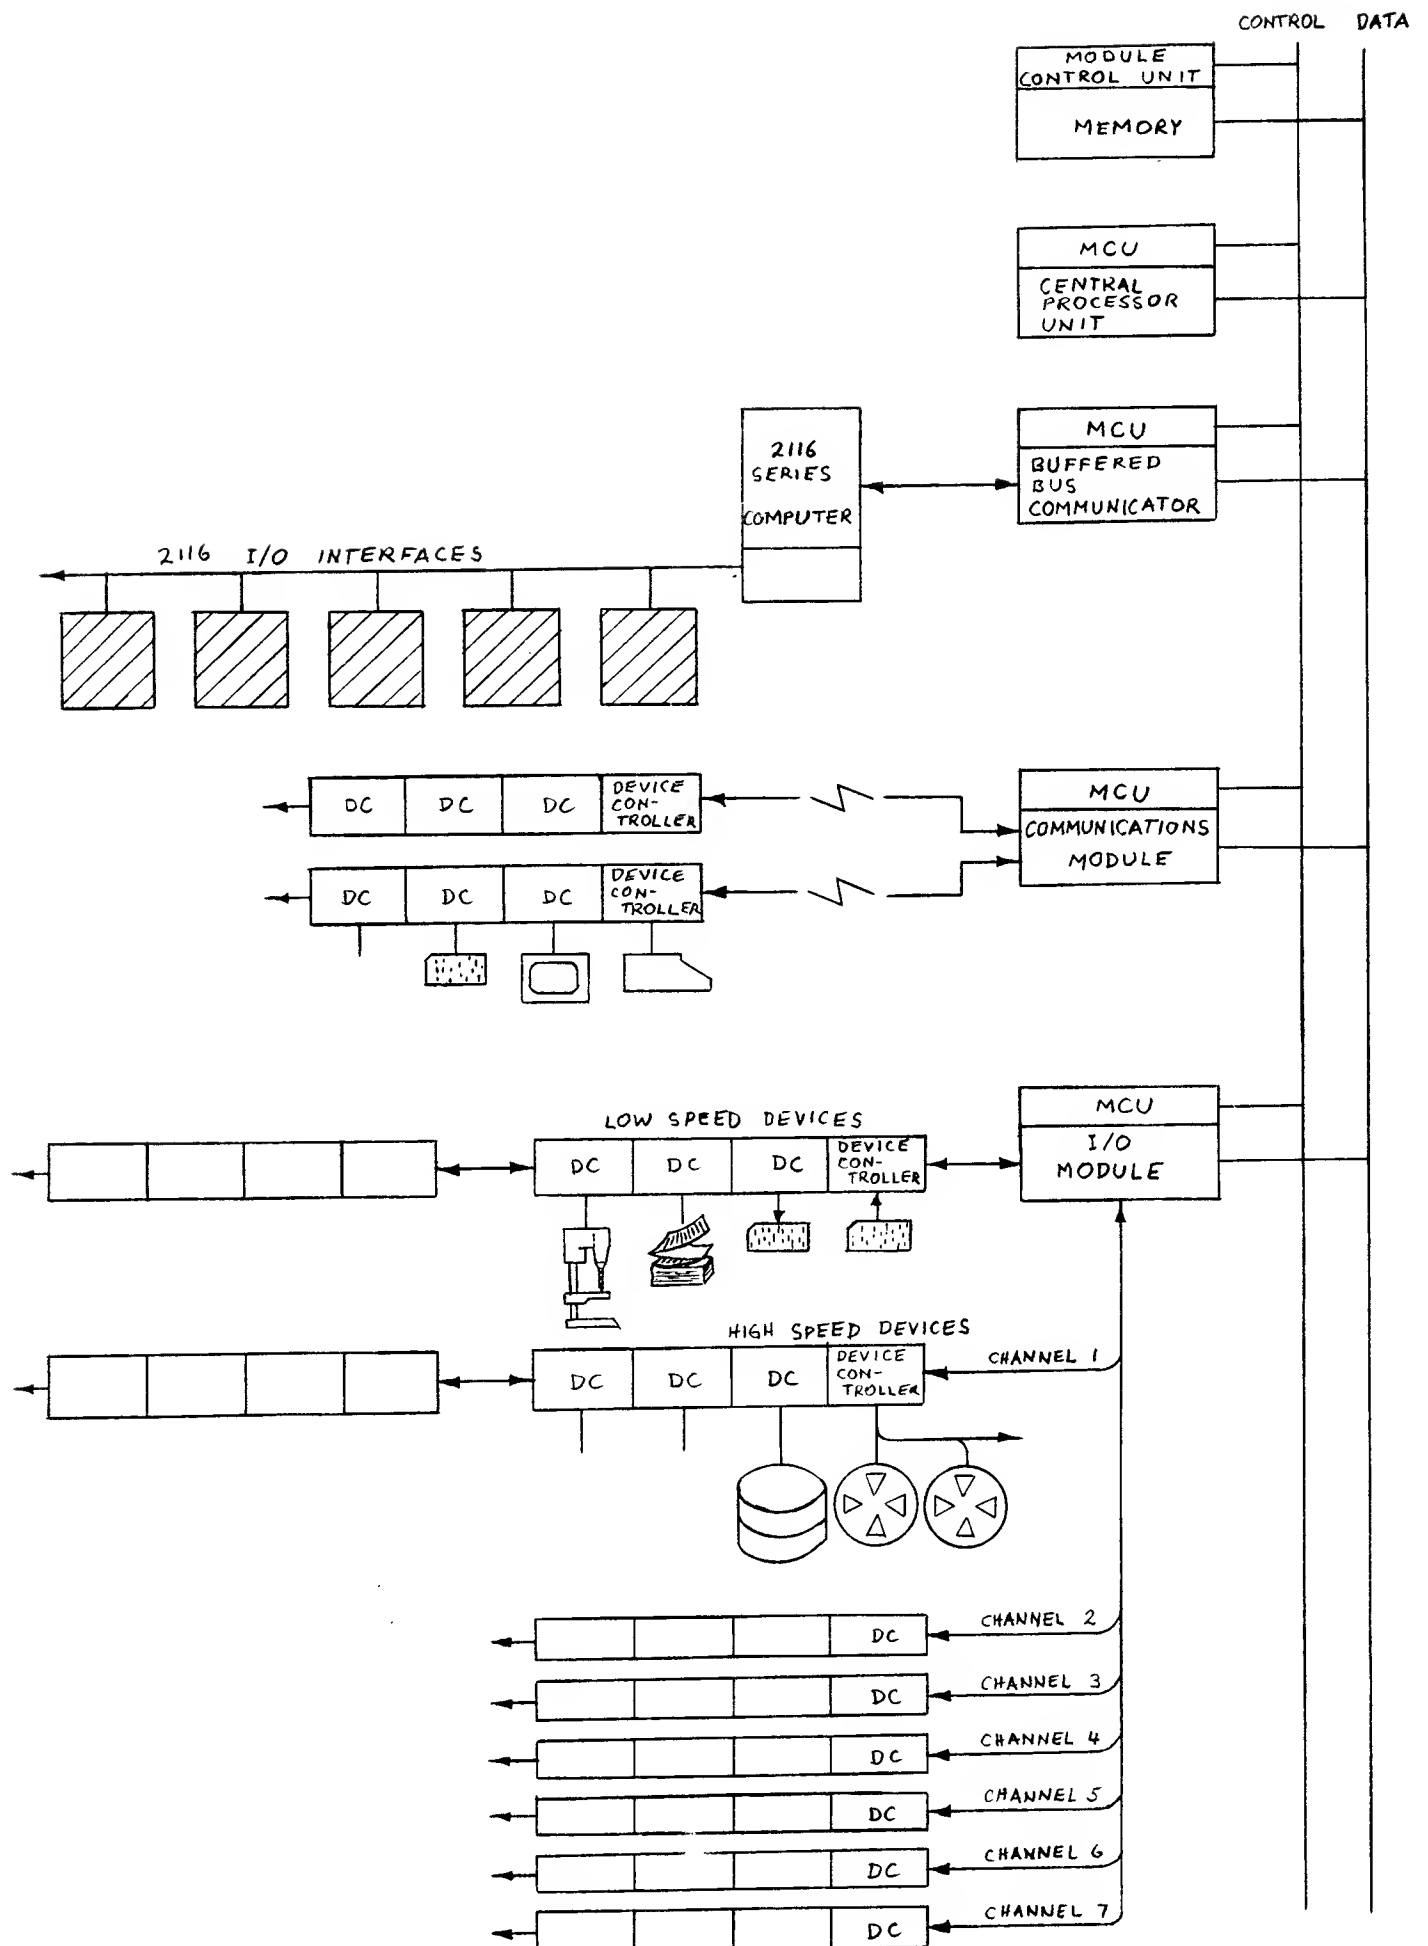 CONTROL DATA
MODULE
CONTROL UNIT
MEMORY
MCU
CENTRAL
PROCESSOR
UNIT
MCU
BUFFERED
BUS
COMMUNICATOR
2116
SERIES
COMPUTER
2116 I/O INTERFACES
MCU
COMMUNICATIONS
MODULE
DC DC DC
DEVICE
CON-
TROLLER
DC DC DC
DEVICE
CON-
TROLLER
MCU
I/O
MODULE
LOW SPEED DEVICES
DC DC DC
DEVICE
CON-
TROLLER
HIGH SPEED DEVICES
DC DC DC
DEVICE
CON-
TROLLER
CHANNEL 1
DC CHANNEL 2
DC CHANNEL 3
DC CHANNEL 4
DC CHANNEL 5
DC CHANNEL 6
DC CHANNEL 7